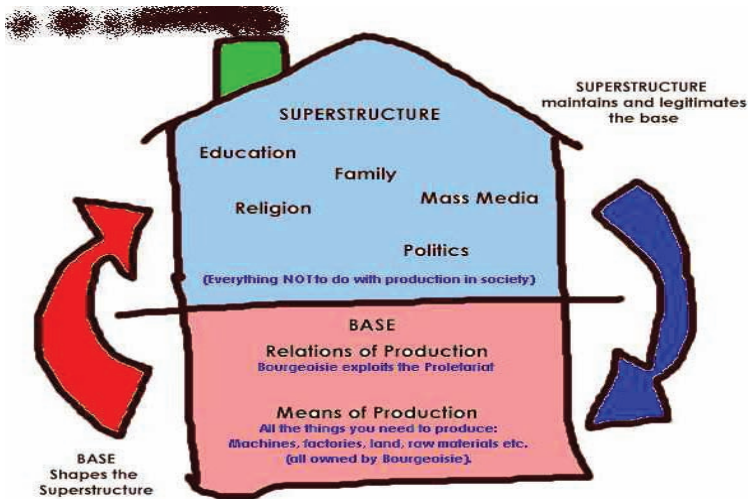 SUPERSTRUCTURE
maintains and legitimates
the base
SUPERSTRUCTURE
Education
Family
Religion
Mass Media
Politics
(Everything NOT to do with production in society)
BASE
Relations of Production
Bourgeoisie exploits the Proletariat
Means of Production
All the things you need to produce:
Machines, factories, land, raw materials etc.
(all owned by Bourgeoisie).
BASE
Shapes the
Superstructure